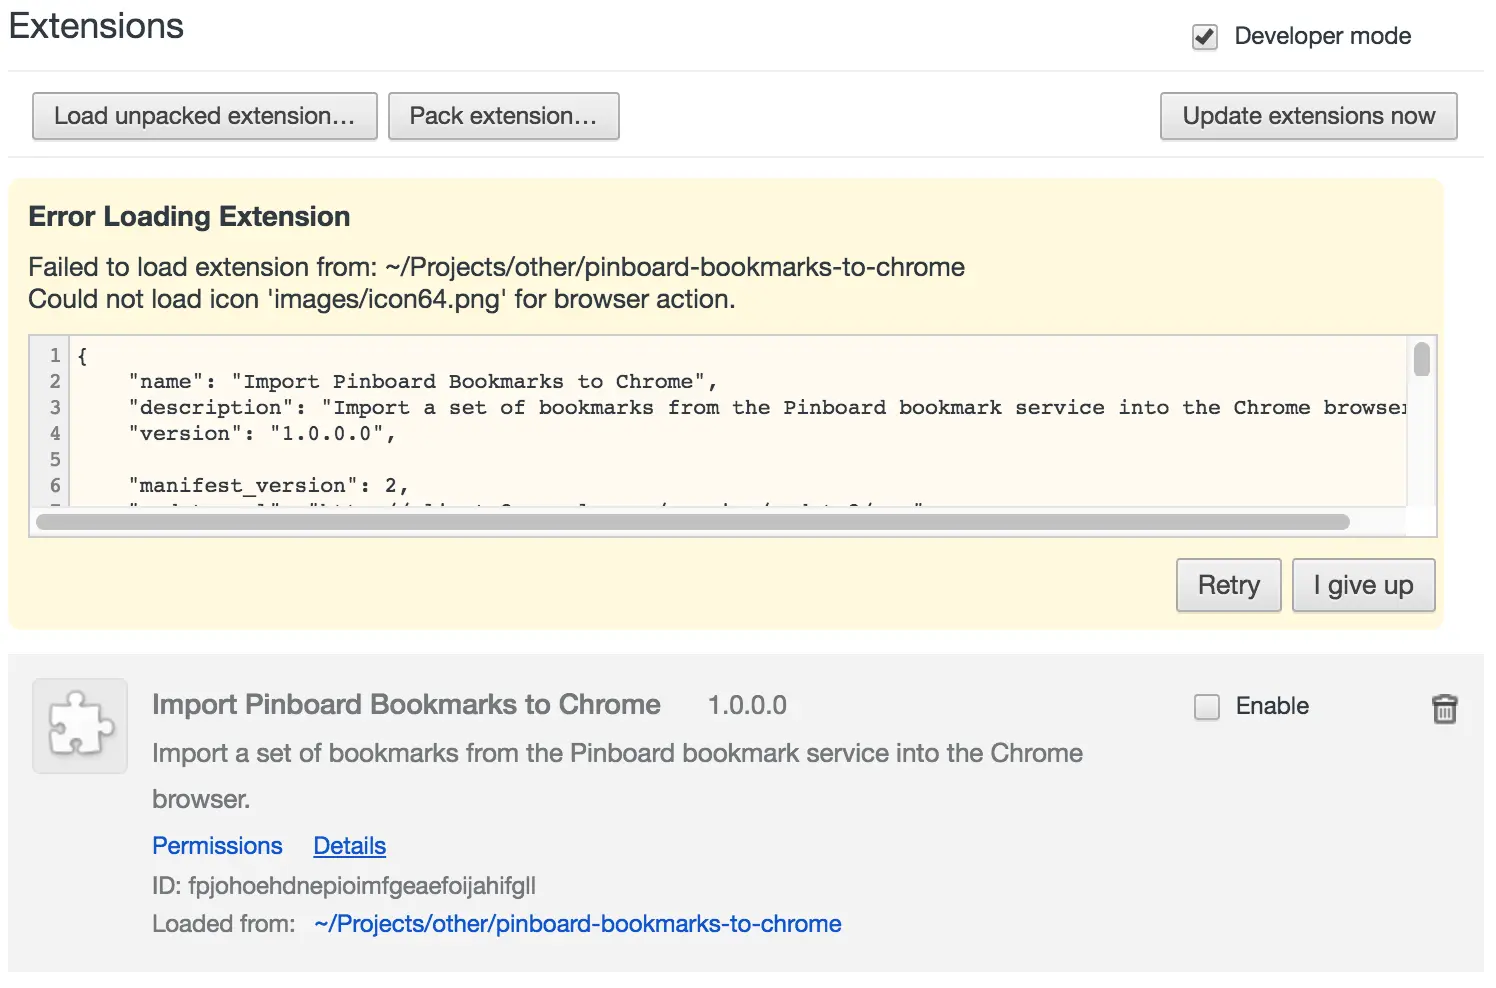 Extensions
Developer mode
Load unpacked extension...
Pack extension...
Update extensions now
Error Loading Extension
Failed to load extension from: ~/Projects/other/pinboard-bookmarks-to-chrome
Could not load icon 'images/icon64.png' for browser action.
1 {
2 "name": "Import Pinboard Bookmarks to Chrome",
3 "description": "Import a set of bookmarks from the Pinboard bookmark service into the Chrome browser
4 "version": "1.0.0.0",
5
6 "manifest_version": 2,
Retry
I give up
Import Pinboard Bookmarks to Chrome 1.0.0.0
Enable
Import a set of bookmarks from the Pinboard bookmark service into the Chrome
browser.
Permissions Details
ID: fpjohoehdnepioimfgeaefoijahifgll
Loaded from: ~/Projects/other/pinboard-bookmarks-to-chrome